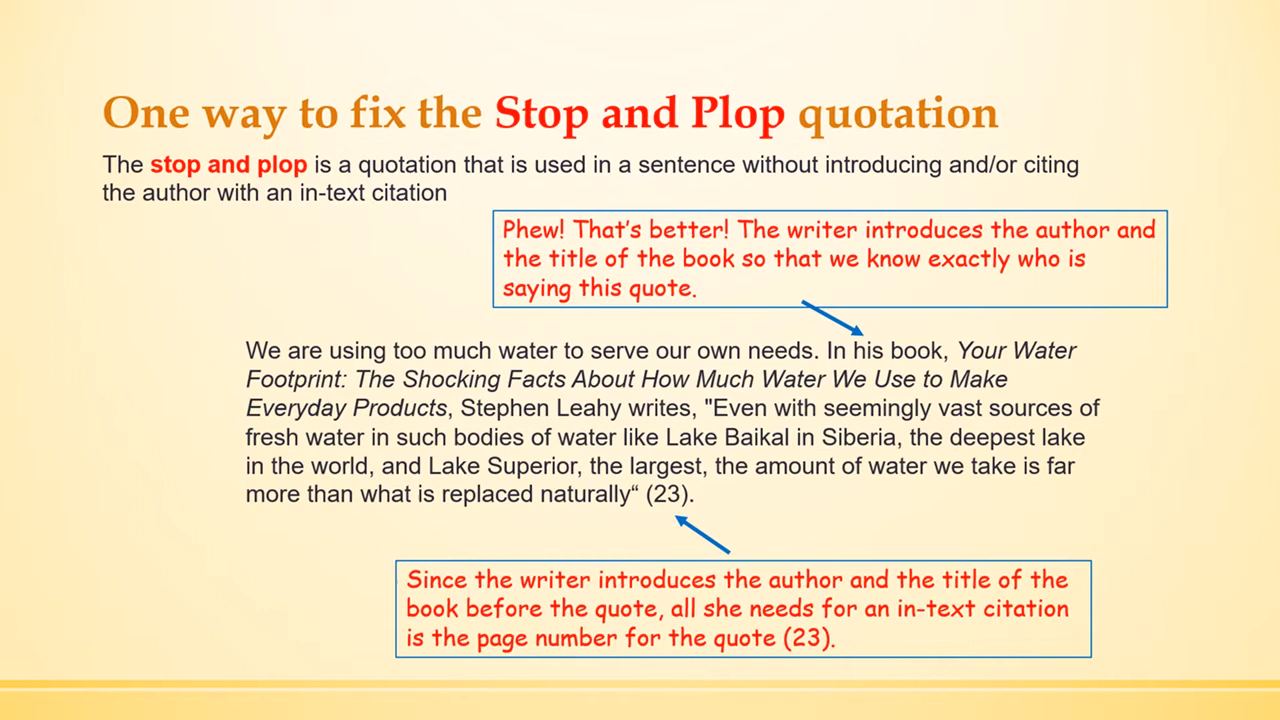 One way to fix the Stop and Plop quotation
The stop and plop is a quotation that is used in a sentence without introducing and/or citing
the author with an in-text citation
Phew! That's better! The writer introduces the author and
the title of the book so that we know exactly who is
saying this quote.
We are using too much water to serve our own needs. In his book, Your Water
Footprint: The Shocking Facts About How Much Water We Use to Make
Everyday Products, Stephen Leahy writes, "Even with seemingly vast sources of
fresh water in such bodies of water like Lake Baikal in Siberia, the deepest lake
in the world, and Lake Superior, the largest, the amount of water we take is far
more than what is replaced naturally“ (23).
Since the writer introduces the author and the title of the
book before the quote, all she needs for an in-text citation
is the page number for the quote (23).